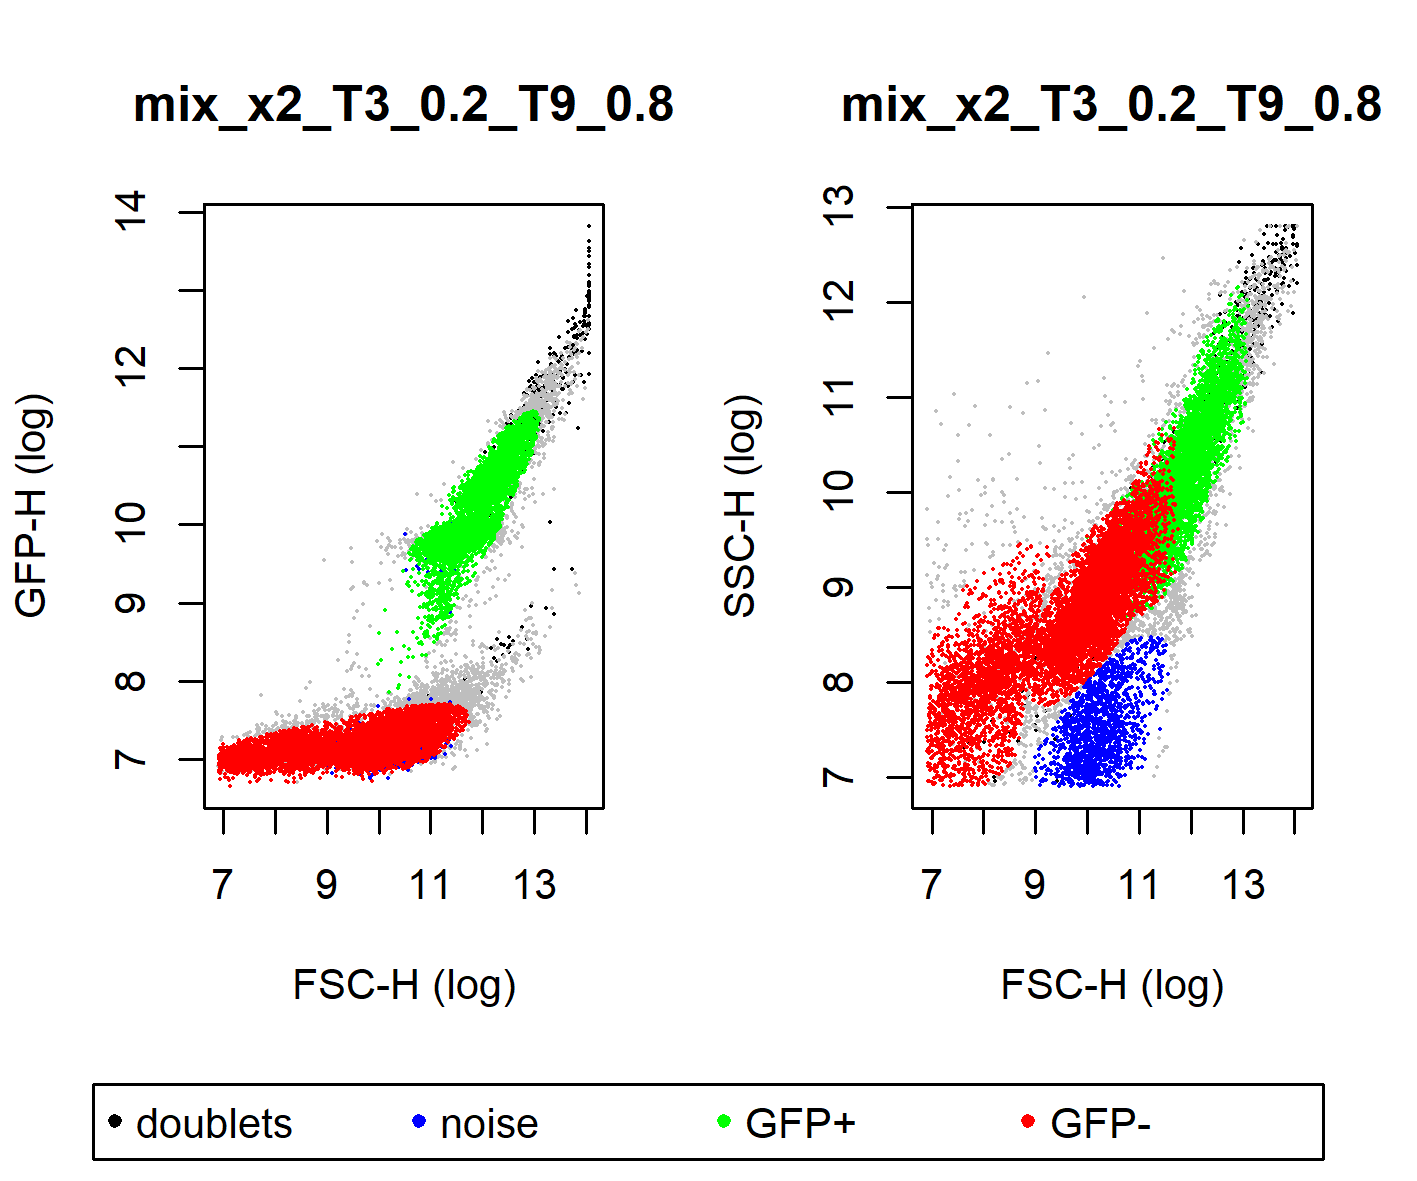 mix_x2_T3_0.2_T9_0.8
14
12
10
9
8
7
GFP-H (log)
7 9 11 13
FSC-H (log)
mix_x2_T3_0.2_T9_0.8
13
12
11
10
9
8
7
SSC-H (log)
7 9 11 13
FSC-H (log)
doublets noise GFP+ GFP-